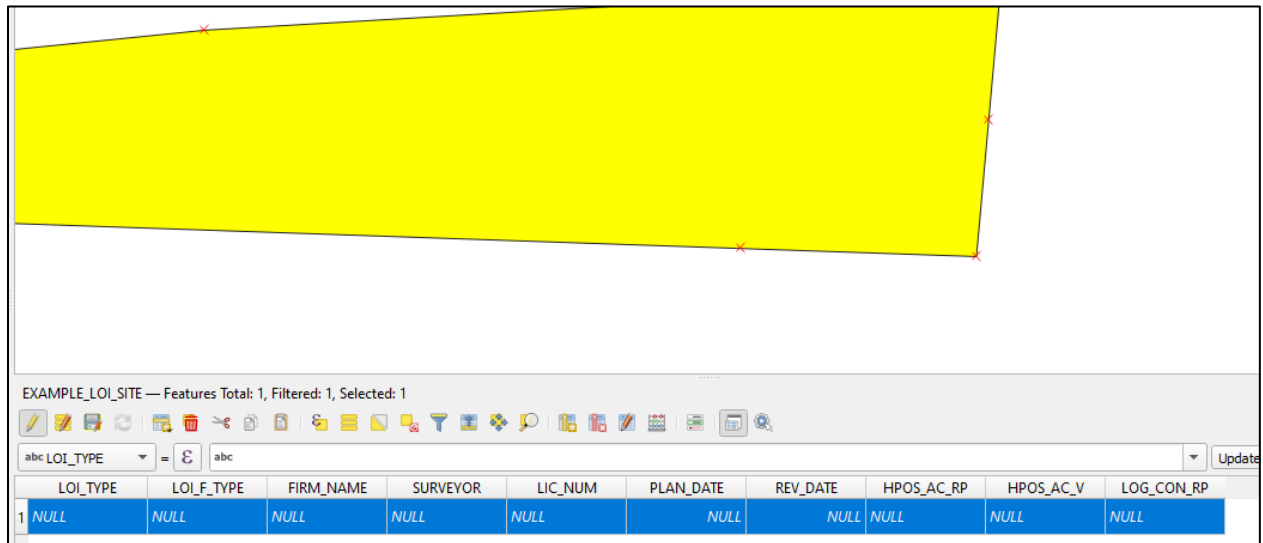 EXAMPLE_LOI_SITE — Features Total: 1, Filtered: 1, Selected: 1
abc LOI_TYPE = ε abc Update
LOI_TYPE LOI_F_TYPE FIRM_NAME SURVEYOR LIC_NUM PLAN_DATE REV_DATE HPOS_AC_RP HPOS_AC_V LOG_CON_RP
1 NULL NULL NULL NULL NULL NULL NULL NULL NULL NULL